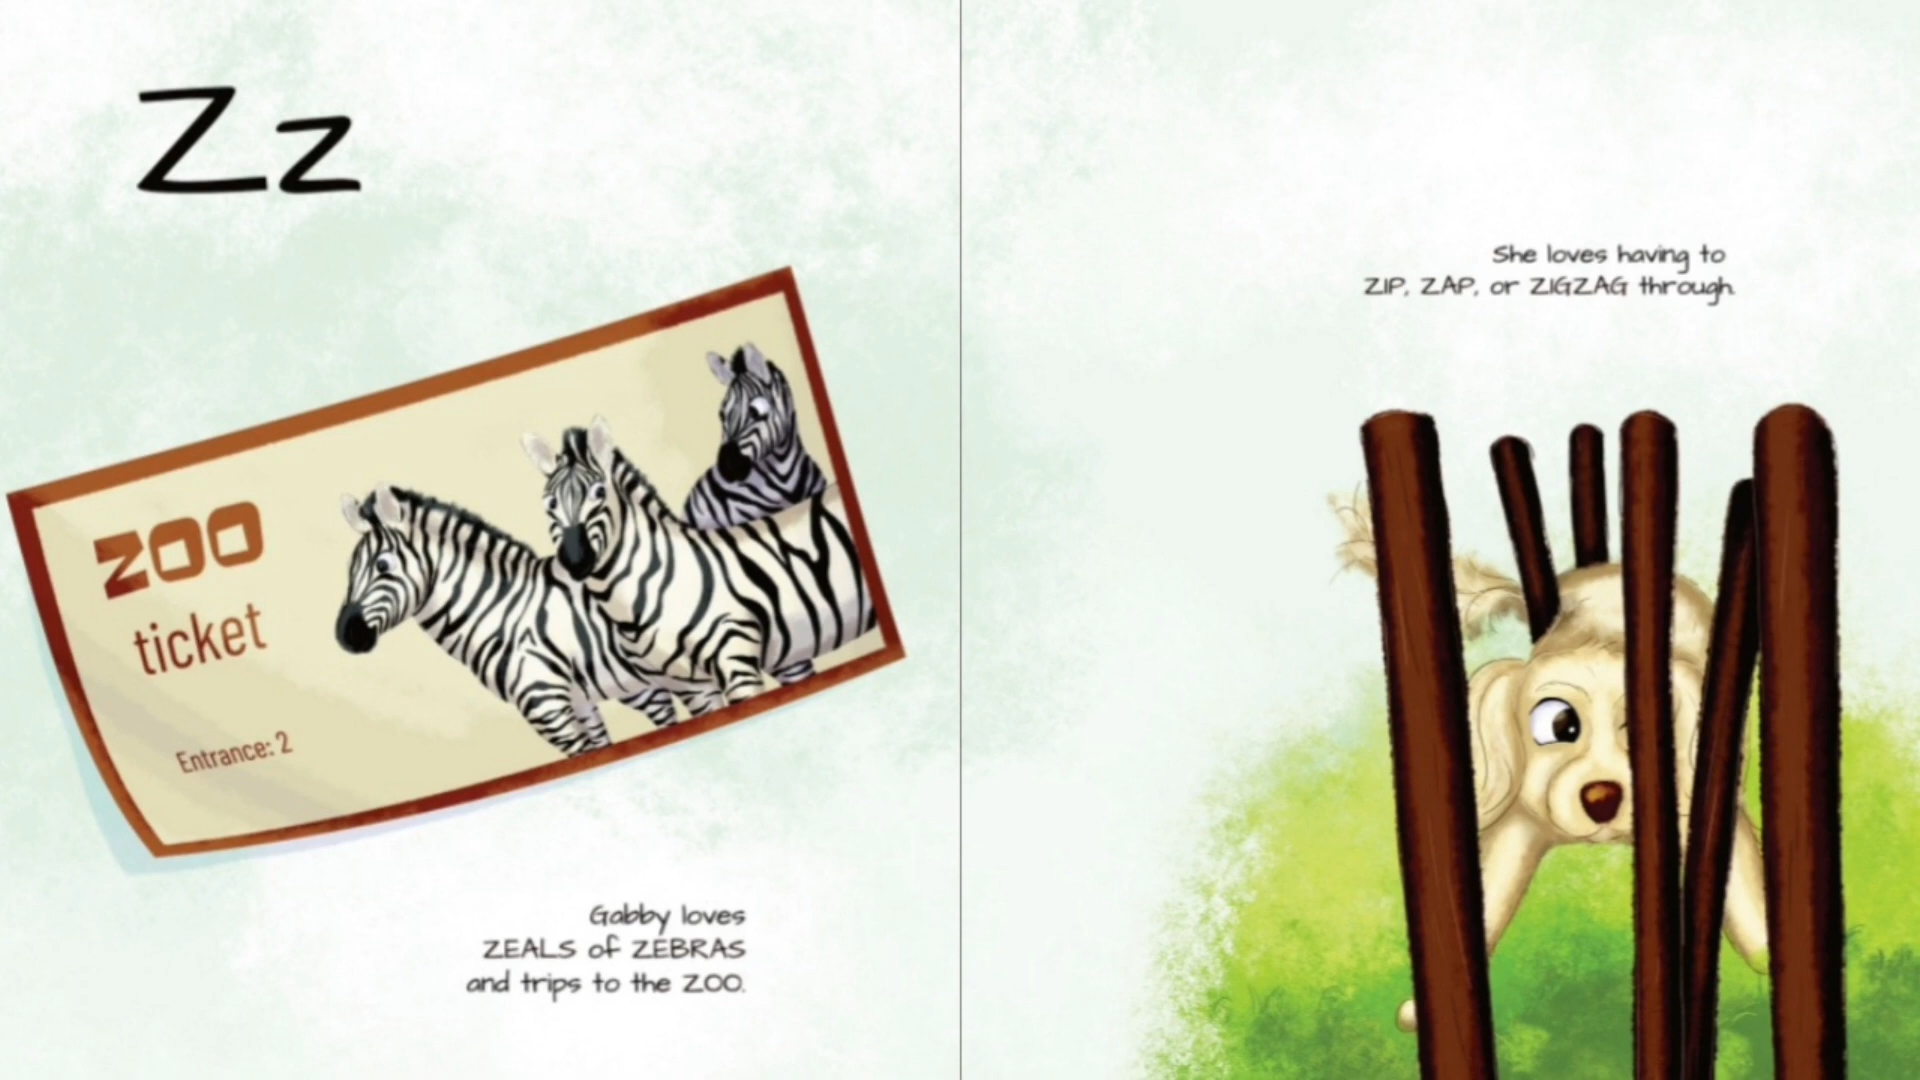 Zz
ZOO
ticket
Entrance: 2
Gabby loves
ZEALS of ZEBRAS
and trips to the ZOO.
She loves having to
ZIP, ZAP, or ZIGZAG through.